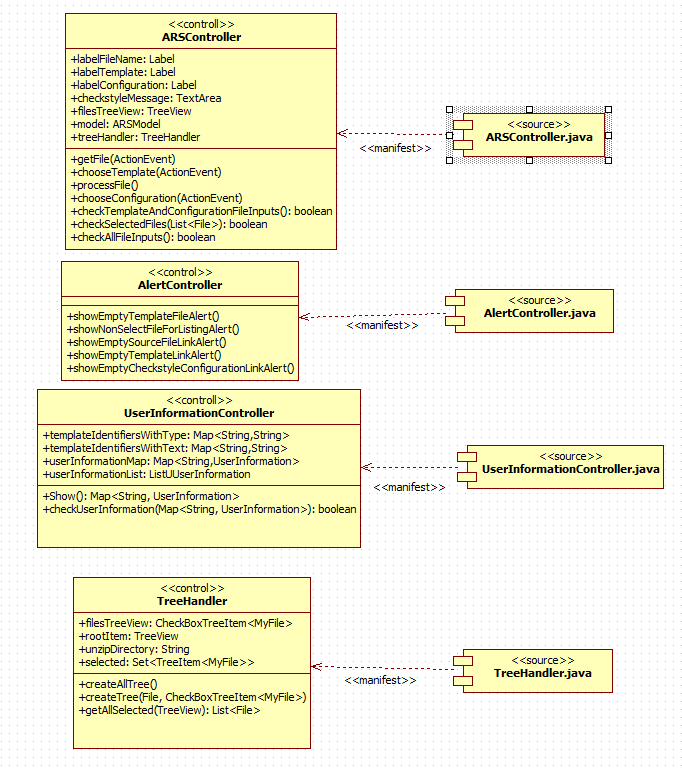 <<controll>>
ARSController
+labelFileName: Label
+labelTemplate: Label
+labelConfiguration: Label
+checkstyleMessage: TextArea
+filesTreeView: TreeView
+model: ARSModel
+treeHandler: TreeHandler
+getFile(ActionEvent)
+chooseTemplate(ActionEvent)
+processFile()
+chooseConfiguration(ActionEvent)
+checkTemplateAndConfigurationFileInputs(): boolean
+checkSelectedFiles(List<File>): boolean
+checkAllFileInputs(): boolean
<<manifest>>
<<source>>
ARSController.java
<<control>>
AlertController
+showEmptyTemplateFileAlert()
+showNonSelectFileForListingAlert()
+showEmptySourceFileLinkAlert()
+showEmptyTemplateLinkAlert()
+showEmptyCheckstyleConfigurationLinkAlert()
<<manifest>>
<<source>>
AlertController.java
<<controll>>
UserInformationController
+templateIdentifiersWithType: Map<String,String>
+templateIdentifiersWithText: Map<String,String>
+userInformationMap: Map<String,UserInformation>
+userInformationList: ListUUserInformation
+Show(): Map<String, UserInformation>
+checkUserInformation(Map<String, UserInformation>): boolean
<<manifest>>
<<source>>
UserInformationController.java
<<control>>
TreeHandler
+filesTreeView: CheckBoxTreeItem<MyFile>
+rootItem: TreeView
+unzipDirectory: String
+selected: Set<TreeItem<MyFile>>
+createAllTree()
+createTree(File, CheckBoxTreeItem<MyFile>)
+getAllSelected(TreeView): List<File>
<<manifest>>
<<source>>
TreeHandler.java